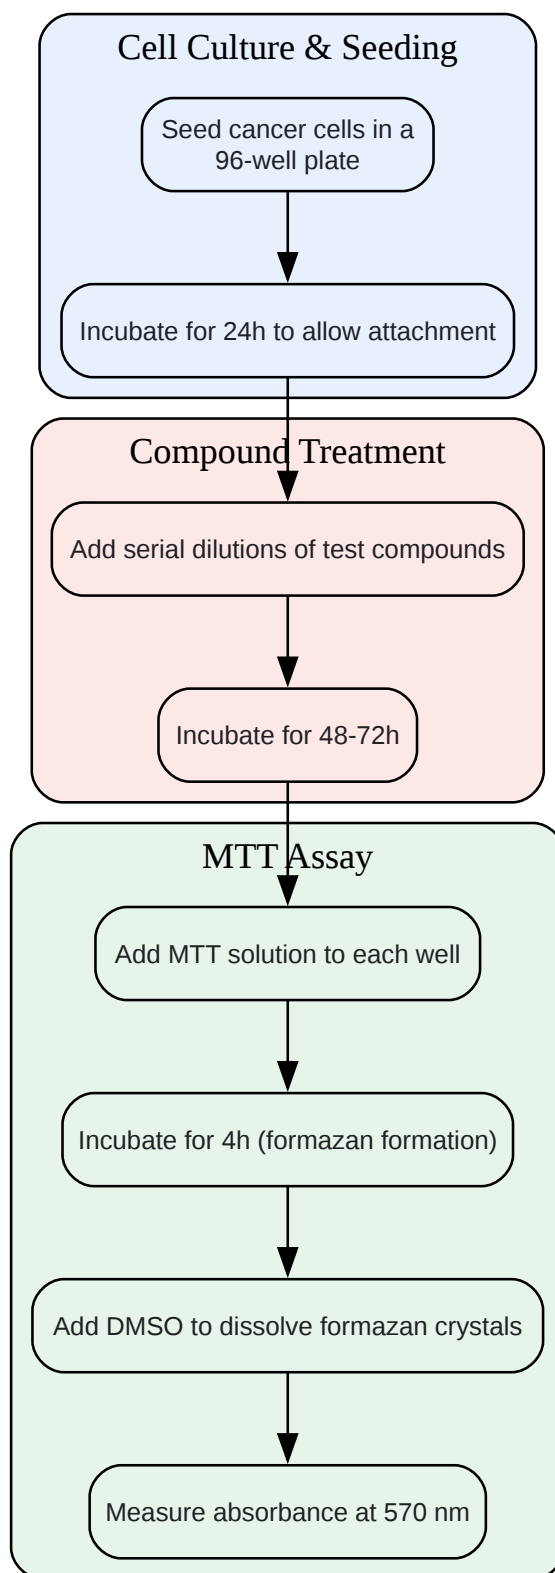 Cell Culture & Seeding
Seed cancer cells in a
96-well plate
Incubate for 24h to allow attachment
Compound Treatment
Add serial dilutions of test compounds
Incubate for 48-72h
MTT Assay
Add MTT solution to each well
Incubate for 4h (formazan formation)
Add DMSO to dissolve formazan crystals
Measure absorbance at 570 nm